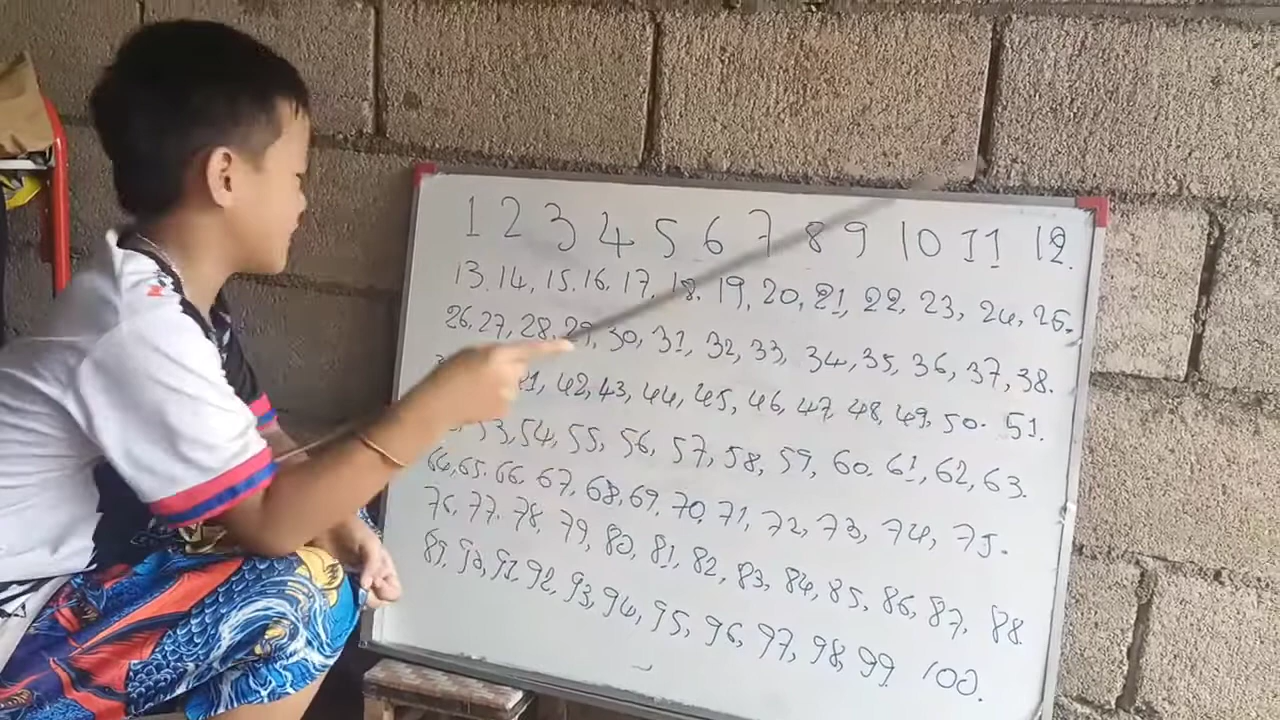 1 2 3 4 5 6 7 8 9 10 11 12.
13. 14, 15. 16. 17, 18. 19, 20, 21, 22, 23, 24, 25.
26, 27, 28, 29, 30, 31, 32, 33, 34, 35, 36, 37, 38.
42, 43, 44, 45, 46, 47, 48, 49, 50. 51.
53, 54, 55, 56, 57, 58, 59, 60, 61, 62, 63.
64, 65. 66, 67, 68, 69, 70, 71, 72, 73, 74, 75.
76, 77. 78, 79, 80, 81, 82, 83, 84, 85, 86, 87, 88.
89, 90, 91, 92, 93, 94, 95, 96, 97, 98, 99. 100.